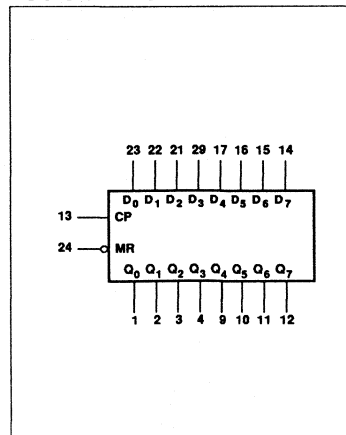 23 22 21 29 17 16 15 14
D0 D1 D2 D3 D4 D5 D6 D7
13 CP
24 MR
Q0 Q1 Q2 Q3 Q4 Q5 Q6 Q7
1 2 3 4 9 10 11 12